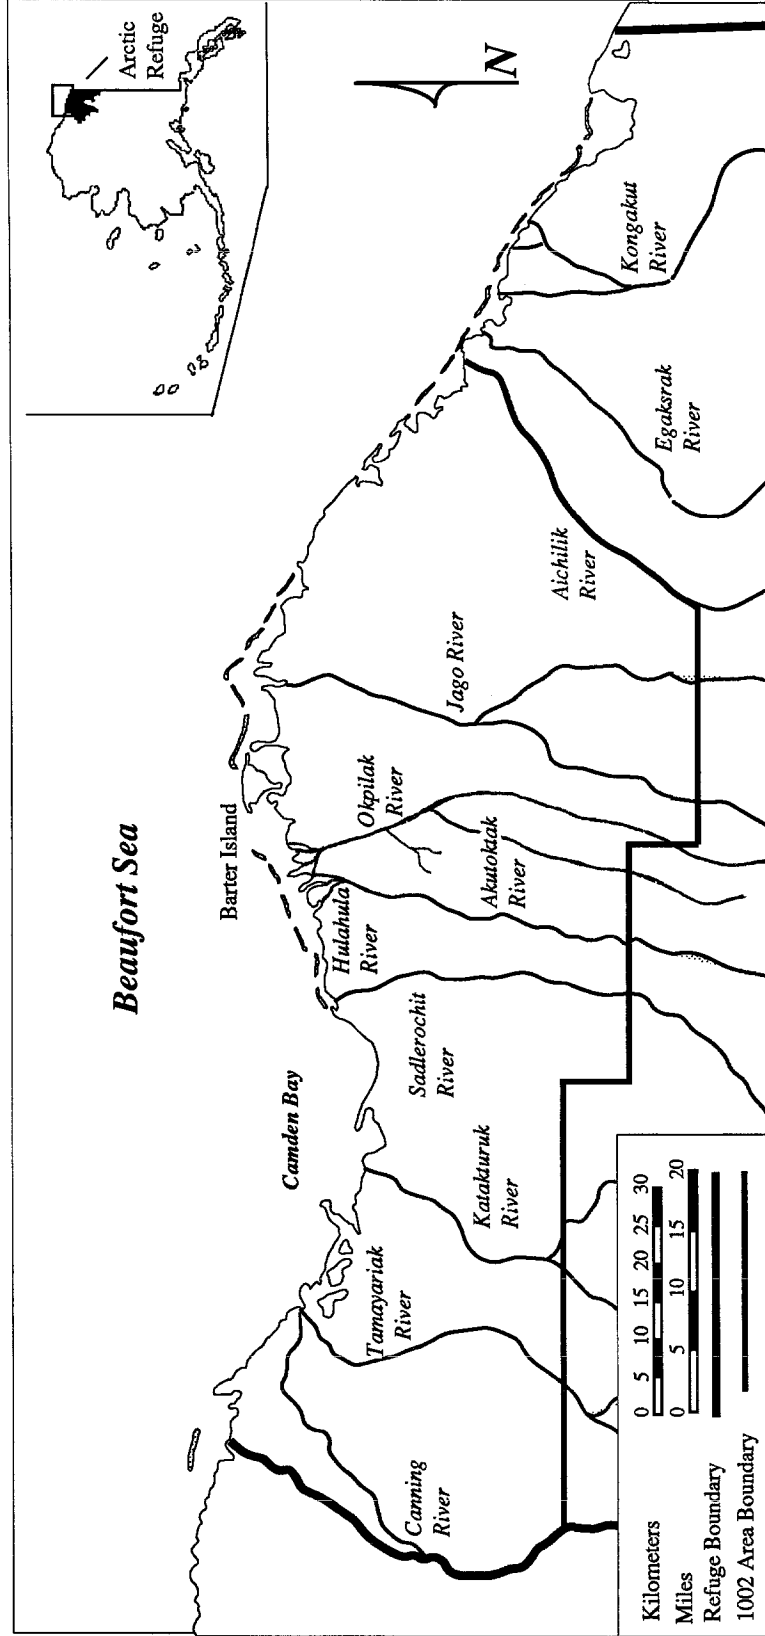 Arctic
Refuge
N
Beaufort Sea
Barter Island
Camden Bay
Canning
River
Tamayariak
River
Katakturuk
River
Sadlerochit
River
Hulahula
River
Akutoktak
River
Okpilak
River
Jago River
Aichilik
River
Egaksrak
River
Kongakut
River
Kilometers
0 5 10 15 20 25 30
Miles
0 5 10 15 20
Refuge Boundary
1002 Area Boundary